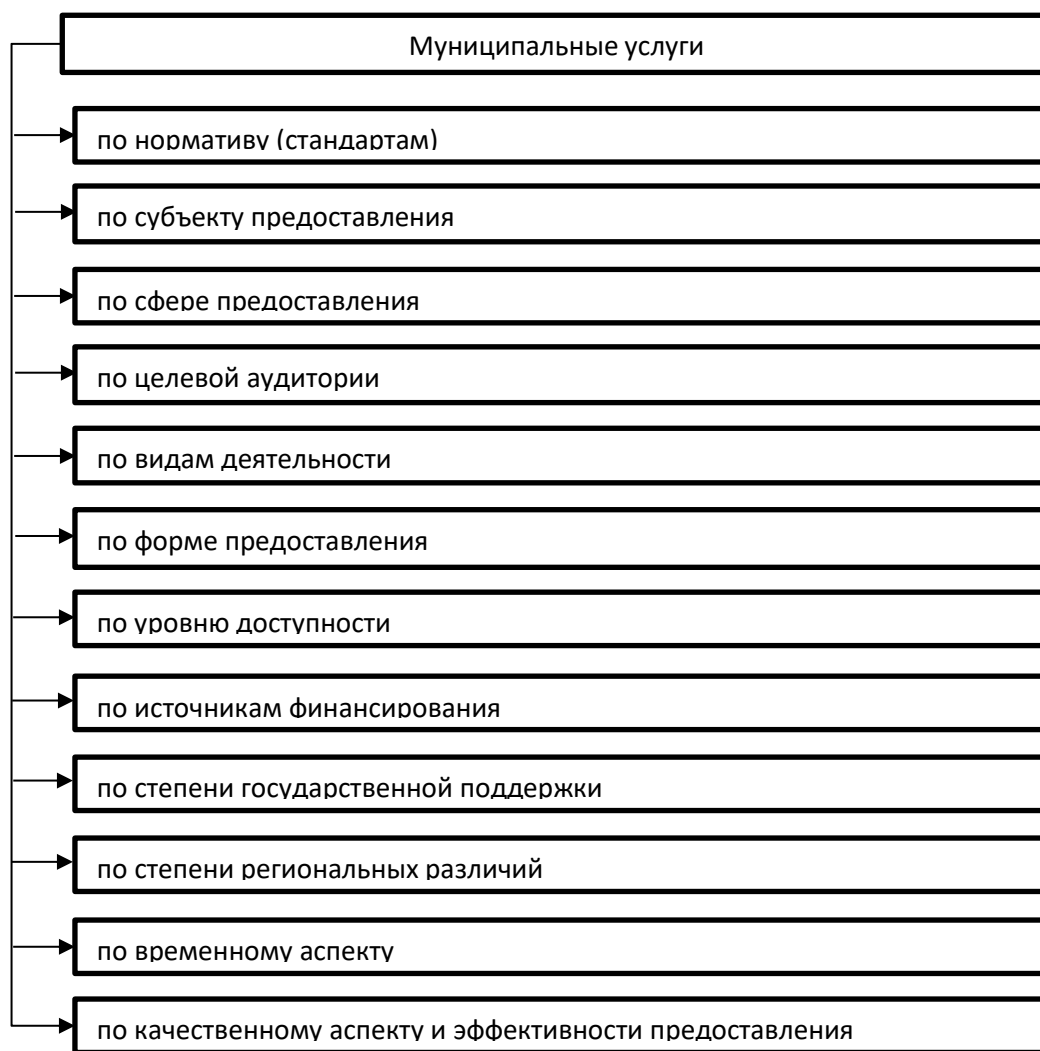 Муниципальные услуги
по нормативу (стандартам)
по субъекту предоставления
по сфере предоставления
по целевой аудитории
по видам деятельности
по форме предоставления
по уровню доступности
по источникам финансирования
по степени государственной поддержки
по степени региональных различий
по временному аспекту
по качественному аспекту и эффективности предоставления